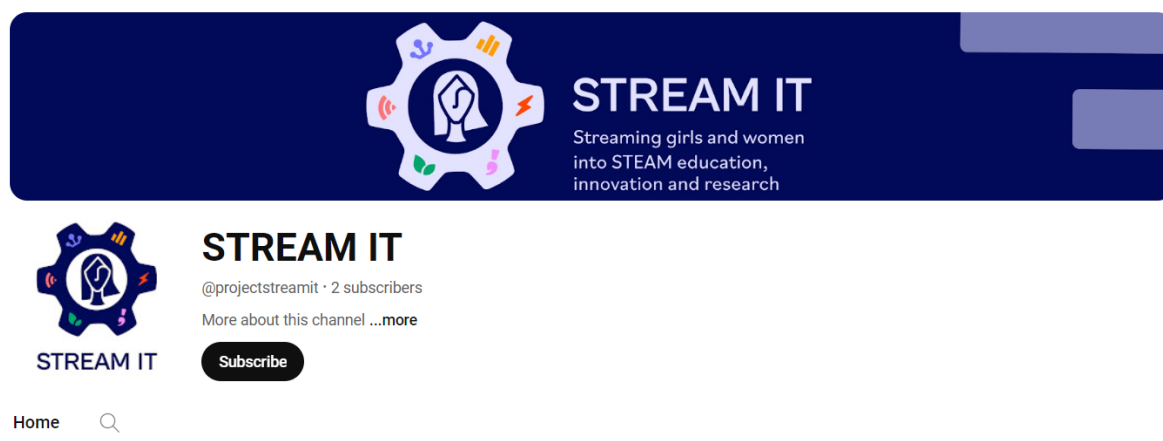 STREAM IT
Streaming girls and women
into STEAM education,
innovation and research
STREAM IT
STREAM IT
@projectstreamit · 2 subscribers
More about this channel ...more
Subscribe
Home